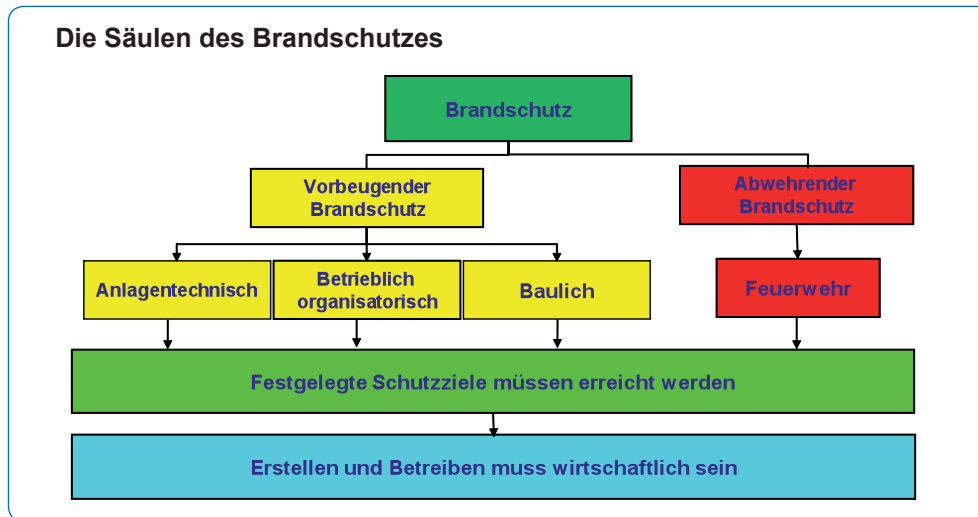 Die Säulen des Brandschutzes
Brandschutz
Vorbeugender
Brandschutz
Abwehrender
Brandschutz
Anlagentechnisch
Betrieblich
organisatorisch
Baulich
Feuerwehr
Festgelegte Schutzziele müssen erreicht werden
Erstellen und Betreiben muss wirtschaftlich sein